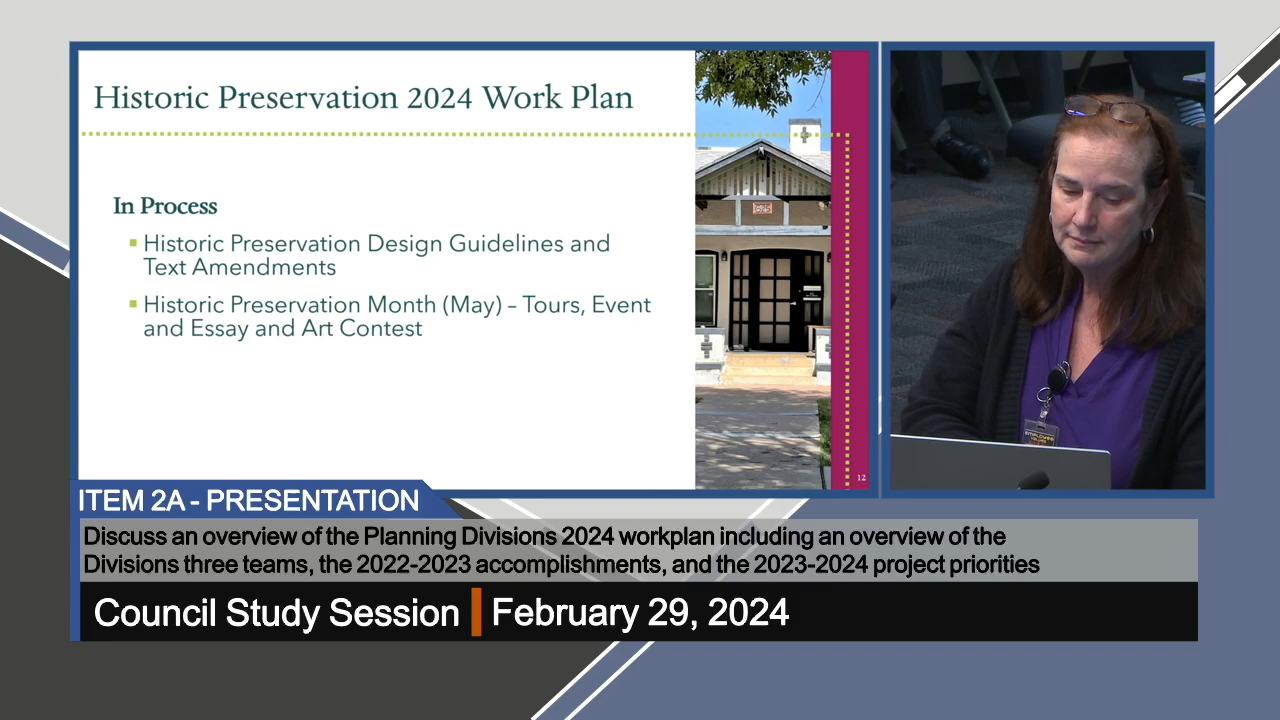 Historic Preservation 2024 Work Plan
In Process
Historic Preservation Design Guidelines and
Text Amendments
Historic Preservation Month (May) – Tours, Event
and Essay and Art Contest
12
ITEM 2A - PRESENTATION
Discuss an overview of the Planning Divisions 2024 workplan including an overview of the
Divisions three teams, the 2022-2023 accomplishments, and the 2023-2024 project priorities
Council Study Session
February 29, 2024